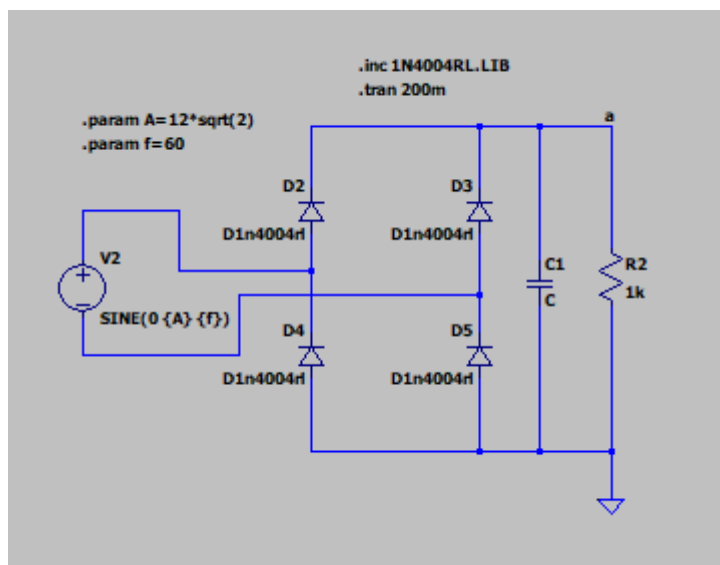 .inc 1N4004RL.LIB
.tran 200m
.param A=12*sqrt(2)
.param f=60
a
D2
D3
D1n4004rl
D1n4004rl
V2
C1
R2
C
1k
SINE(0 {A} {f})
D4
D5
D1n4004rl
D1n4004rl